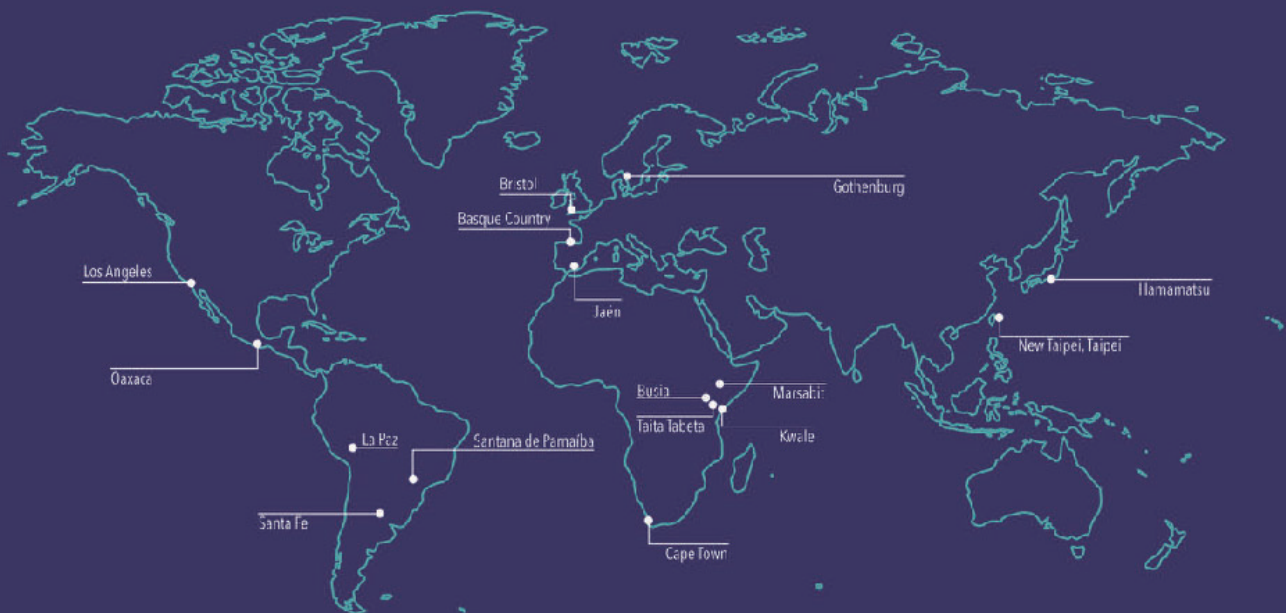 Bristol
Gothenburg
Basque Country
Los Angeles
Hamamatsu
Jaén
New Taipei, Taipei
Oaxaca
Busia
Marsabit
Taita Tabeta
Kwale
La Paz
Santana de Parnaíba
Santa Fe
Cape Town